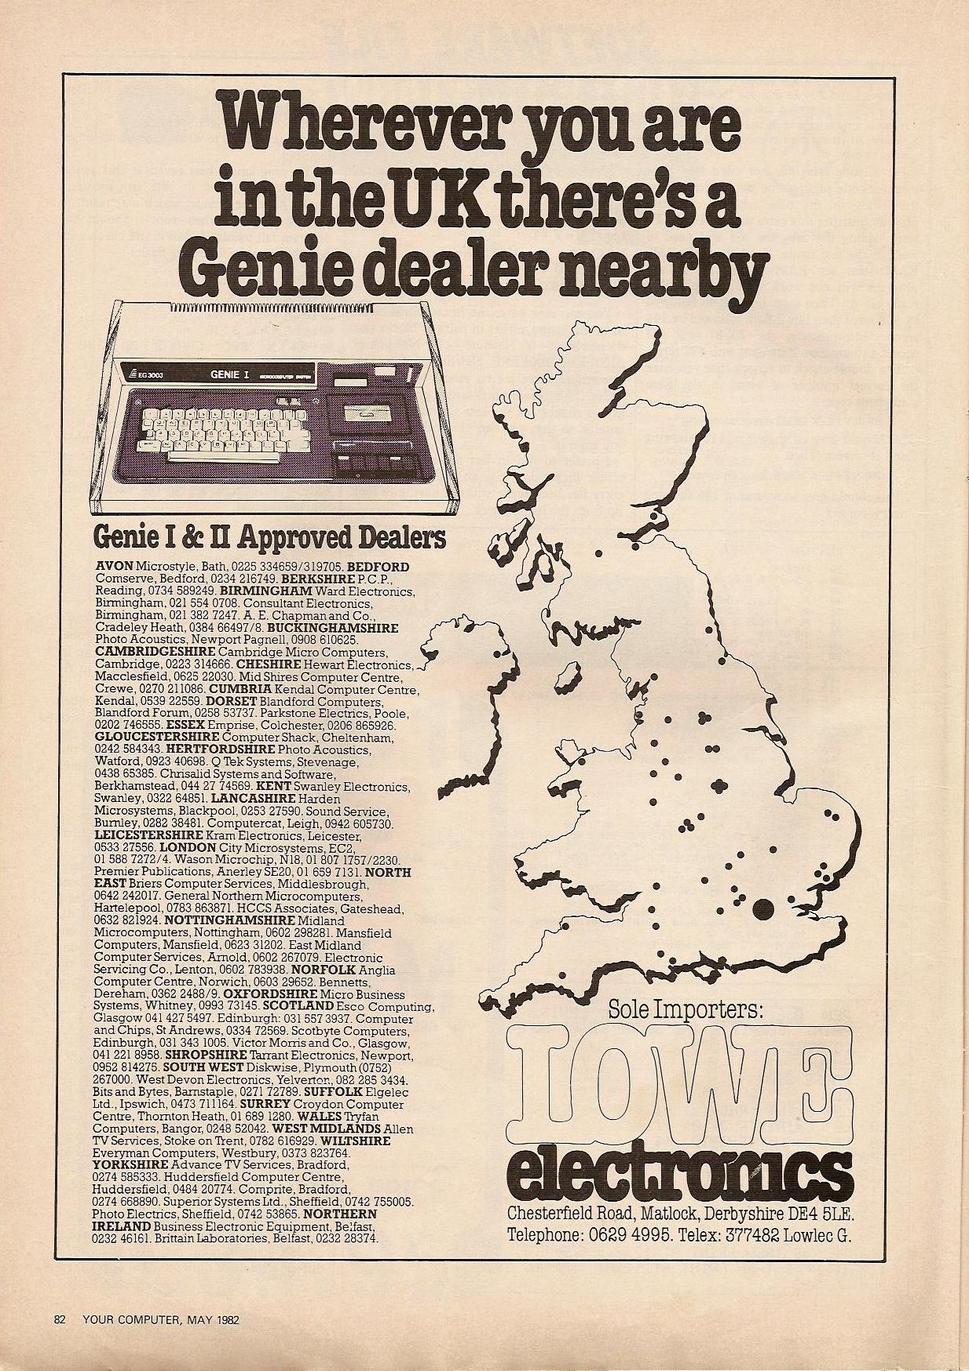 Wherever you are
in the UK there's a
Genie dealer nearby
EG 3003 GENIE I MICROCOMPUTER SYSTEM
Genie I & II Approved Dealers
AVON Microstyle, Bath, 0225 334659/319705. BEDFORD
Comserve, Bedford, 0234 216749. BERKSHIRE P.C.P.,
Reading, 0734 589249. BIRMINGHAM Ward Electronics,
Birmingham, 021 554 0708. Consultant Electronics,
Birmingham, 021 382 7247. A. E. Chapman and Co.,
Cradeley Heath, 0384 66497/8. BUCKINGHAMSHIRE
Photo Acoustics, Newport Pagnell, 0908 610625.
CAMBRIDGESHIRE Cambridge Micro Computers,
Cambridge, 0223 314666. CHESHIRE Hewart Electronics,
Macclesfield, 0625 22030. Mid Shires Computer Centre,
Crewe, 0270 211086. CUMBRIA Kendal Computer Centre,
Kendal, 0539 22559. DORSET Blandford Computers,
Blandford Forum, 0258 53737. Parkstone Electrics, Poole,
0202 746555. ESSEX Emprise, Colchester, 0206 865926.
GLOUCESTERSHIRE Computer Shack, Cheltenham,
0242 584343. HERTFORDSHIRE Photo Acoustics,
Watford, 0923 40698. Q Tek Systems, Stevenage,
0438 65385. Chrisalid Systems and Software,
Berkhamstead, 044 27 74569. KENT Swanley Electronics,
Swanley, 0322 64851. LANCASHIRE Harden
Microsystems, Blackpool, 0253 27590. Sound Service,
Burnley, 0282 38481. Computercat, Leigh, 0942 605730.
LEICESTERSHIRE Kram Electronics, Leicester,
0533 27556. LONDON City Microsystems, EC2,
01 588 7272/4. Wason Microchip, N18, 01 807 1757/2230.
Premier Publications, Anerley SE20, 01 659 7131. NORTH
EAST Briers Computer Services, Middlesbrough,
0642 242017. General Northern Microcomputers,
Hartelepool, 0783 863871. HCCS Associates, Gateshead,
0632 821924. NOTTINGHAMSHIRE Midland
Microcomputers, Nottingham, 0602 298281. Mansfield
Computers, Mansfield, 0623 31202. East Midland
Computer Services, Arnold, 0602 267079. Electronic
Servicing Co., Lenton, 0602 783938. NORFOLK Anglia
Computer Centre, Norwich, 0603 29652. Bennetts,
Dereham, 0362 2488/9. OXFORDSHIRE Micro Business
Systems, Whitney, 0993 73145. SCOTLAND Esco Computing,
Glasgow 041 427 5497. Edinburgh: 031 557 3937. Computer
and Chips, St Andrews, 0334 72569. Scotbyte Computers,
Edinburgh, 031 343 1005. Victor Morris and Co., Glasgow,
041 221 8958. SHROPSHIRE Tarrant Electronics, Newport,
0952 814275. SOUTH WEST Diskwise, Plymouth (0752)
267000. West Devon Electronics, Yelverton, 082 285 3434.
Bits and Bytes, Barnstaple, 0271 72789. SUFFOLK Elgelec
Ltd., Ipswich, 0473 711164. SURREY Croydon Computer
Centre, Thornton Heath, 01 689 1280. WALES Tryfan
Computers, Bangor, 0248 52042. WEST MIDLANDS Allen
TV Services, Stoke on Trent, 0782 616929. WILTSHIRE
Everyman Computers, Westbury, 0373 823764.
YORKSHIRE Advance TV Services, Bradford,
0274 585333. Huddersfield Computer Centre,
Huddersfield, 0484 20774. Comprite, Bradford,
0274 668890. Superior Systems Ltd., Sheffield, 0742 755005.
Photo Electrics, Sheffield, 0742 53865. NORTHERN
IRELAND Business Electronic Equipment, Belfast,
0232 46161. Brittain Laboratories, Belfast, 0232 28374.
Sole Importers:
LOWE
electronics
Chesterfield Road, Matlock, Derbyshire DE4 5LE.
Telephone: 0629 4995. Telex: 377482 Lowlec G.
82 YOUR COMPUTER, MAY 1982